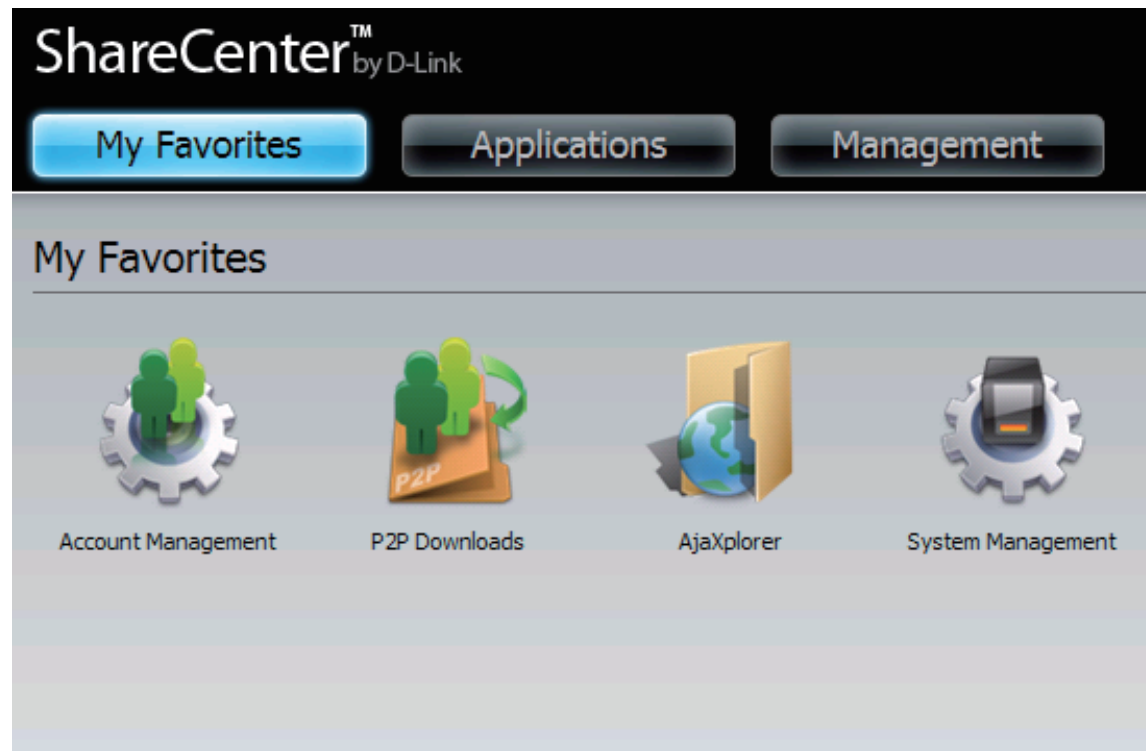 ShareCenter™ by D-Link
My Favorites Applications Management
My Favorites
P2P
Account Management P2P Downloads AjaXplorer System Management